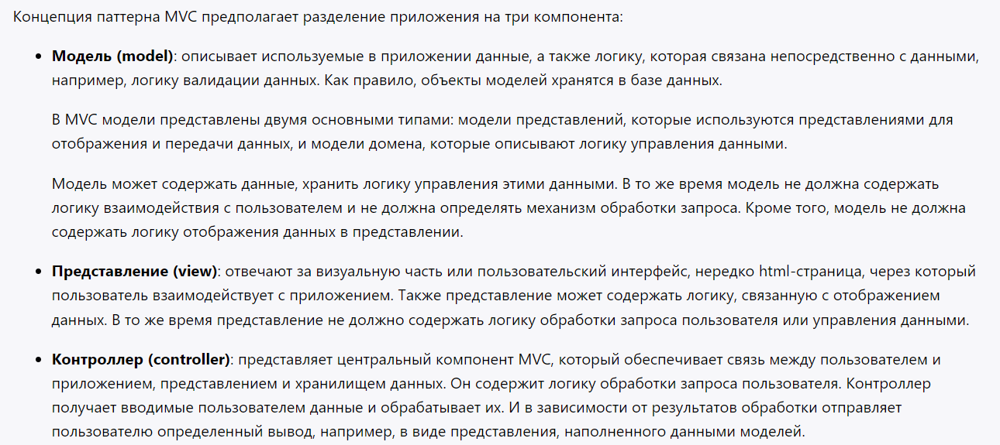 Концепция паттерна MVC предполагает разделение приложения на три компонента:
• Модель (model): описывает используемые в приложении данные, а также логику, которая связана непосредственно с данными,
например, логику валидации данных. Как правило, объекты моделей хранятся в базе данных.
В MVC модели представлены двумя основными типами: модели представлений, которые используются представлениями для
отображения и передачи данных, и модели домена, которые описывают логику управления данными.
Модель может содержать данные, хранить логику управления этими данными. В то же время модель не должна содержать
логику взаимодействия с пользователем и не должна определять механизм обработки запроса. Кроме того, модель не должна
содержать логику отображения данных в представлении.
• Представление (view): отвечают за визуальную часть или пользовательский интерфейс, нередко html-страница, через который
пользователь взаимодействует с приложением. Также представление может содержать логику, связанную с отображением
данных. В то же время представление не должно содержать логику обработки запроса пользователя или управления данными.
• Контроллер (controller): представляет центральный компонент MVC, который обеспечивает связь между пользователем и
приложением, представлением и хранилищем данных. Он содержит логику обработки запроса пользователя. Контроллер
получает вводимые пользователем данные и обрабатывает их. И в зависимости от результатов обработки отправляет
пользователю определенный вывод, например, в виде представления, наполненного данными моделей.